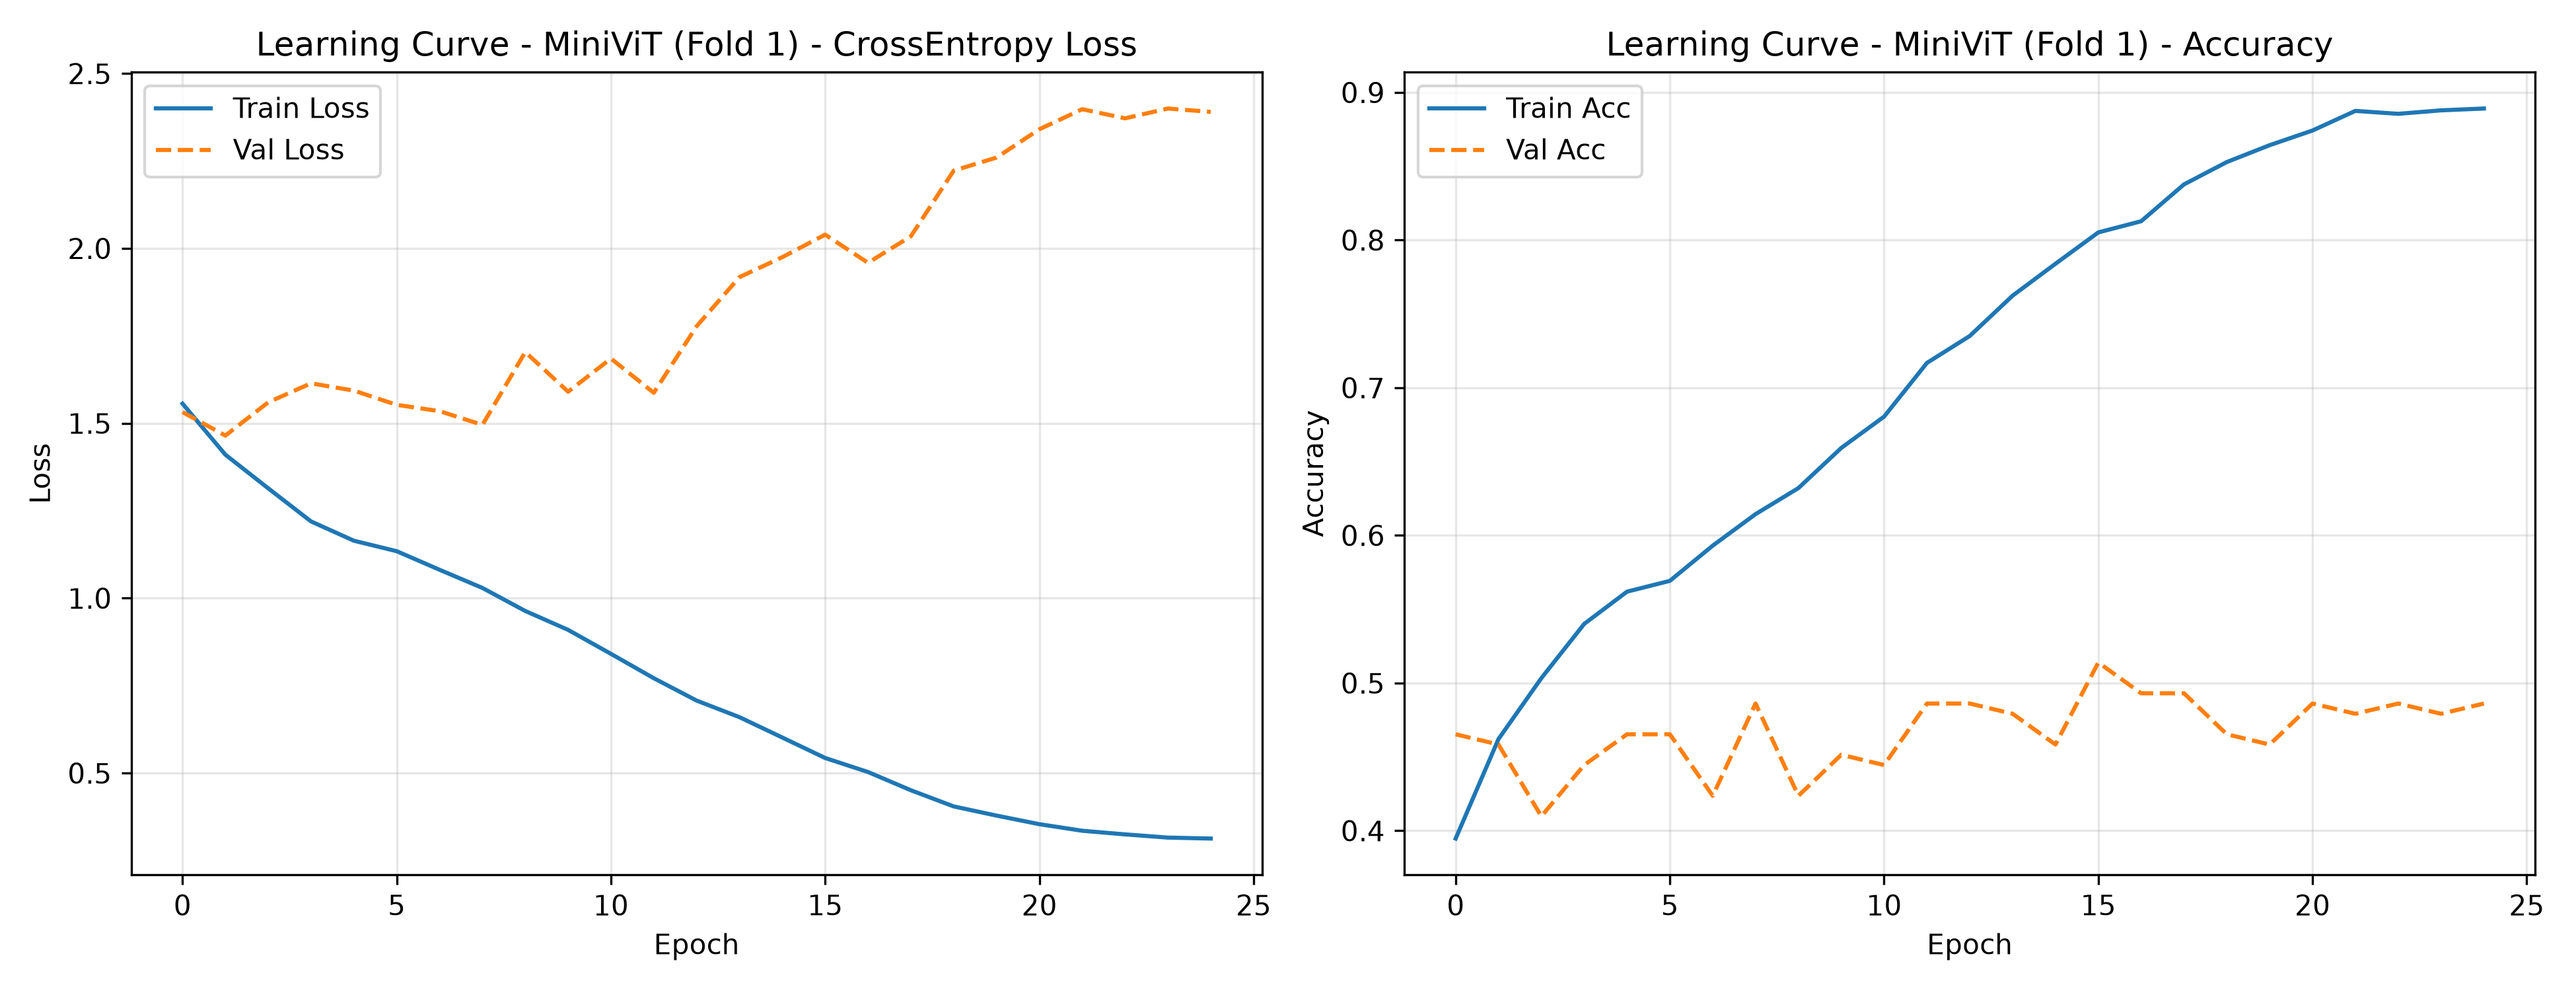 Learning Curve - MiniViT (Fold 1) - CrossEntropy Loss
Train Loss
Val Loss
2.5
2.0
1.5
1.0
0.5
Loss
0 5 10 15 20 25
Epoch
Learning Curve - MiniViT (Fold 1) - Accuracy
Train Acc
Val Acc
0.9
0.8
0.7
0.6
0.5
0.4
Accuracy
0 5 10 15 20 25
Epoch